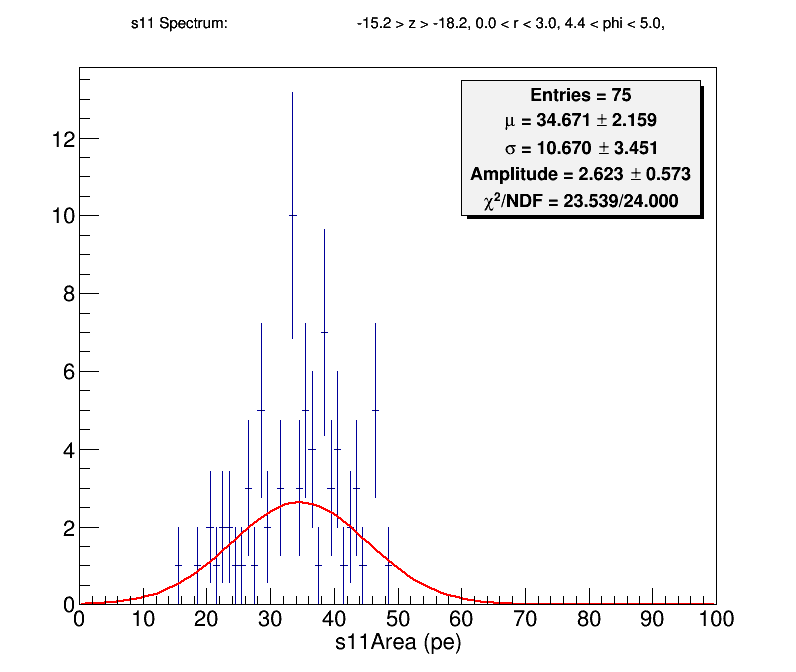 s11 Spectrum: -15.2 > z > -18.2, 0.0 < r < 3.0, 4.4 < phi < 5.0,
Entries = 75
μ = 34.671 ± 2.159
σ = 10.670 ± 3.451
Amplitude = 2.623 ± 0.573
χ²/NDF = 23.539/24.000
12
10
8
6
4
2
0
0 10 20 30 40 50 60 70 80 90 100
s11Area (pe)